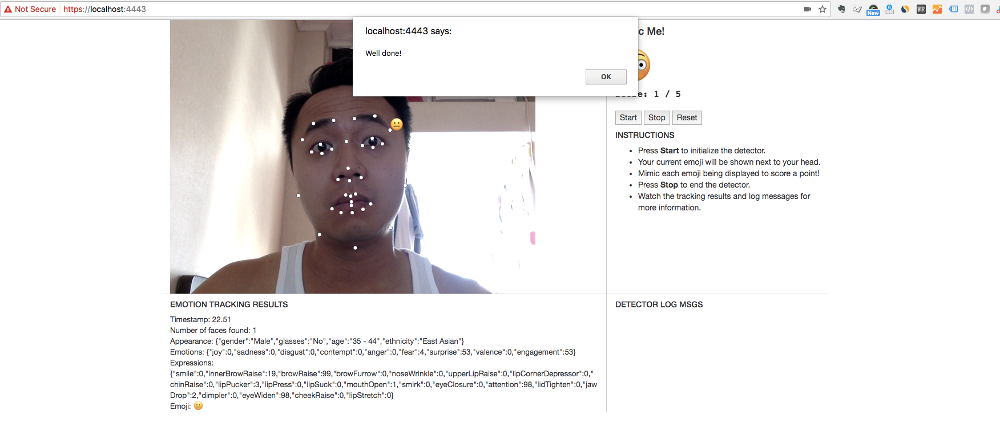 Not Secure https://localhost:4443
New
WR
localhost:4443 says:
Well done!
OK
c Me!
e: 1 / 5
Start Stop Reset
INSTRUCTIONS
• Press Start to initialize the detector.
• Your current emoji will be shown next to your head.
• Mimic each emoji being displayed to score a point!
• Press Stop to end the detector.
• Watch the tracking results and log messages for
more information.
EMOTION TRACKING RESULTS
Timestamp: 22.51
Number of faces found: 1
Appearance: {"gender":"Male","glasses":"No","age":"35 - 44","ethnicity":"East Asian"}
Emotions: {"joy":0,"sadness":0,"disgust":0,"contempt":0,"anger":0,"fear":4,"surprise":53,"valence":0,"engagement":53}
Expressions:
{"smile":0,"innerBrowRaise":19,"browRaise":99,"browFurrow":0,"noseWrinkle":0,"upperLipRaise":0,"lipCornerDepressor":0,"
chinRaise":0,"lipPucker":3,"lipPress":0,"lipSuck":0,"mouthOpen":1,"smirk":0,"eyeClosure":0,"attention":98,"lidTighten":0,"jaw
Drop":2,"dimpler":0,"eyeWiden":98,"cheekRaise":0,"lipStretch":0}
Emoji: 😐
DETECTOR LOG MSGS